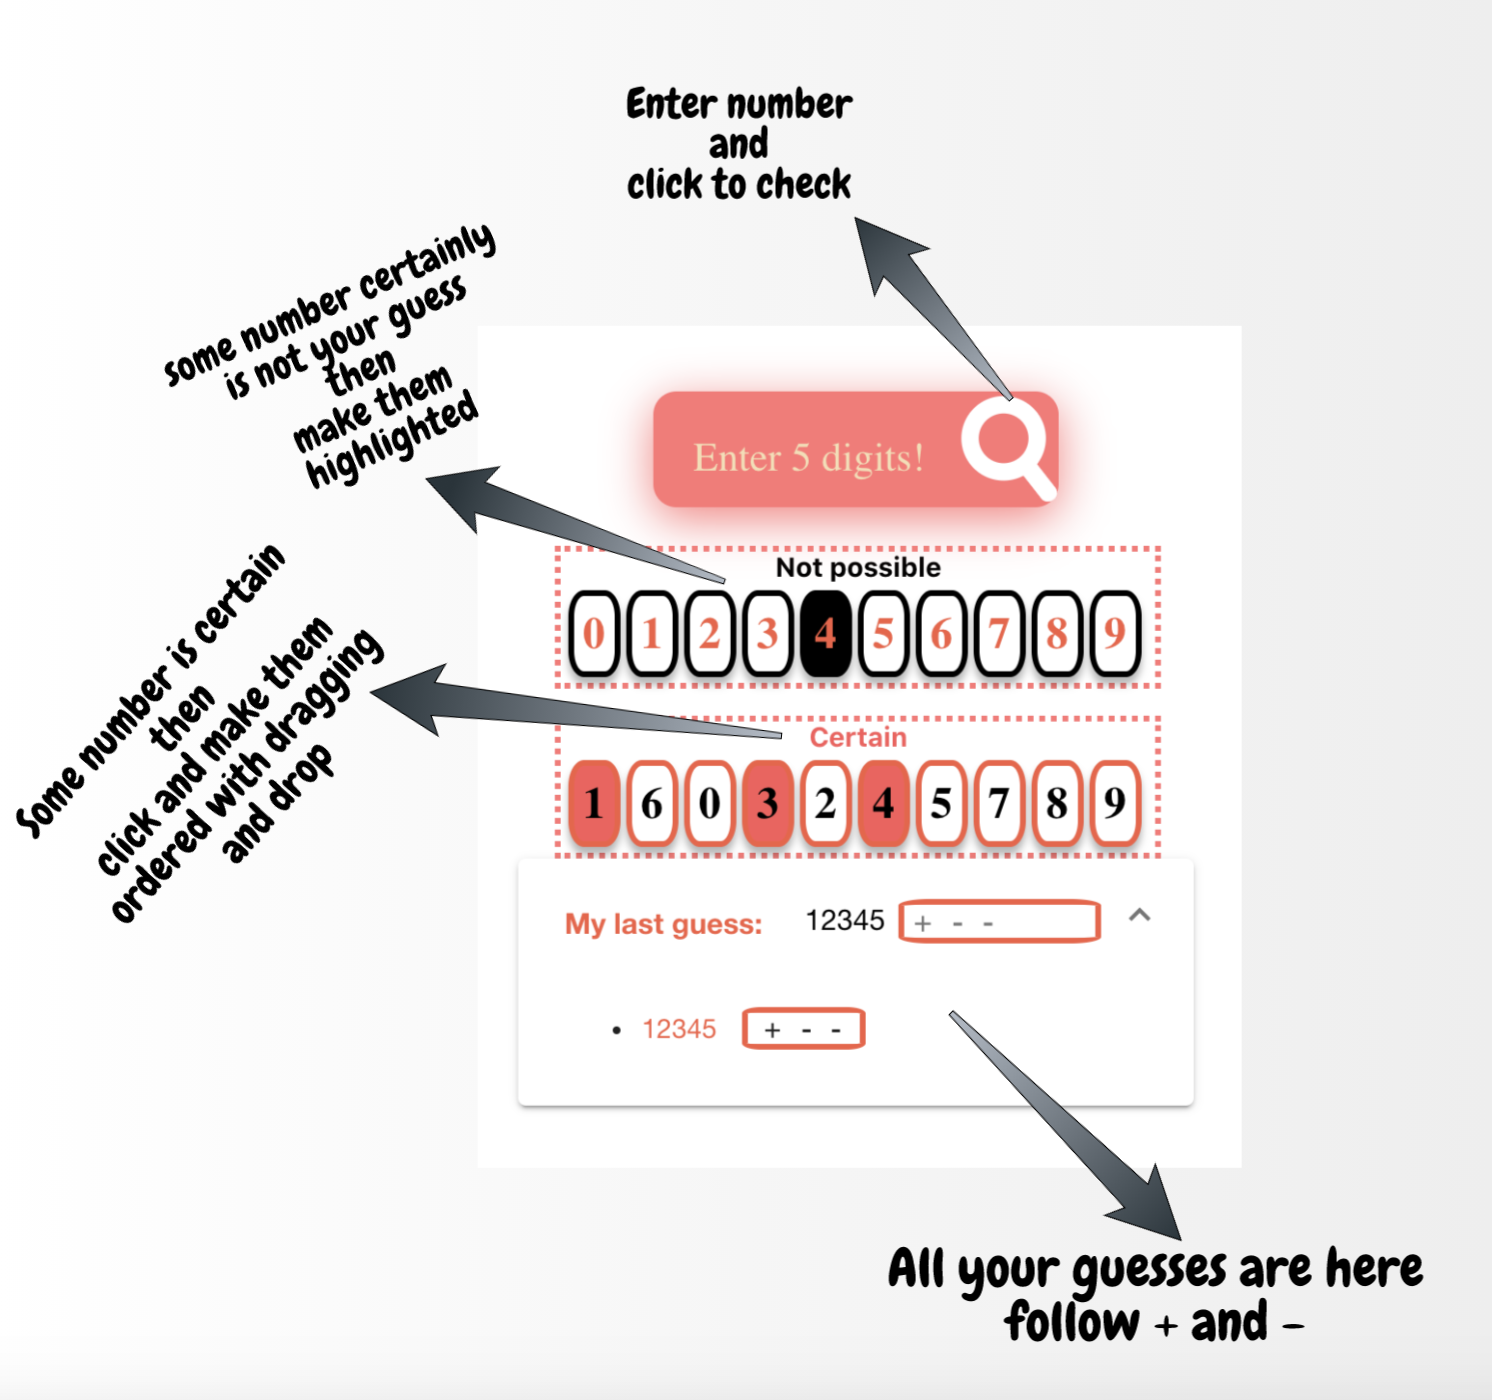 Enter number
and
click to check
some number certainly
is not your guess
then
make them
highlighted
Enter 5 digits!
Not possible
0 1 2 3 4 5 6 7 8 9
Some number is certain
then
click and make them
ordered with dragging
and drop
Certain
1 6 0 3 2 4 5 7 8 9
My last guess: 12345 + - -
• 12345 + - -
All your guesses are here
follow + and -